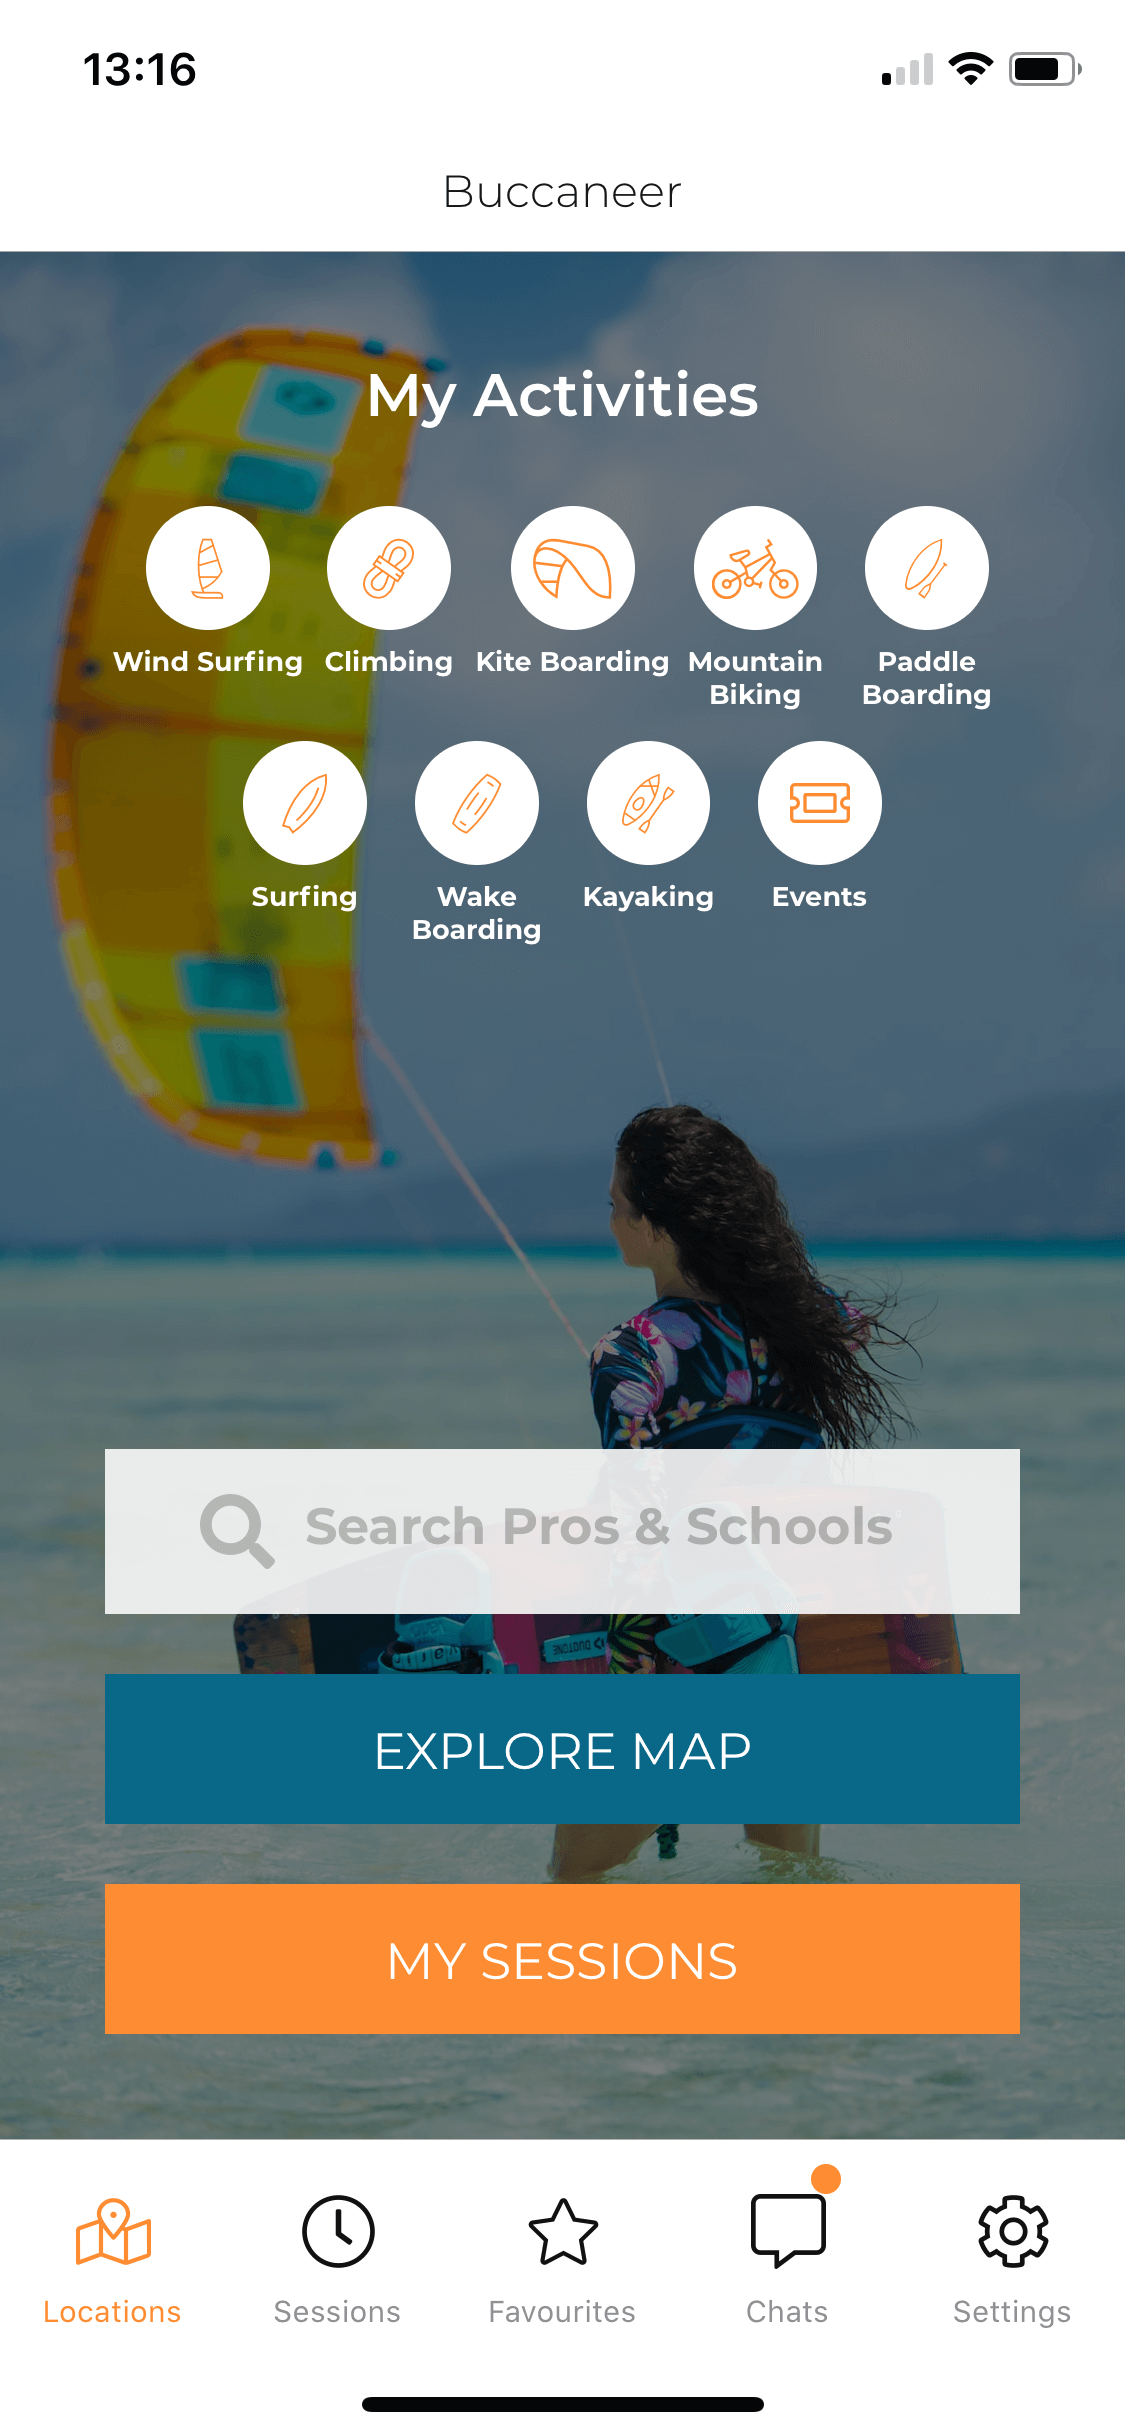 13:16
Buccaneer
My Activities
Wind Surfing
Climbing
Kite Boarding
Mountain
Biking
Paddle
Boarding
Surfing
Wake
Boarding
Kayaking
Events
Search Pros & Schools
DUOTONE
EXPLORE MAP
MY SESSIONS
Locations
Sessions
Favourites
Chats
Settings